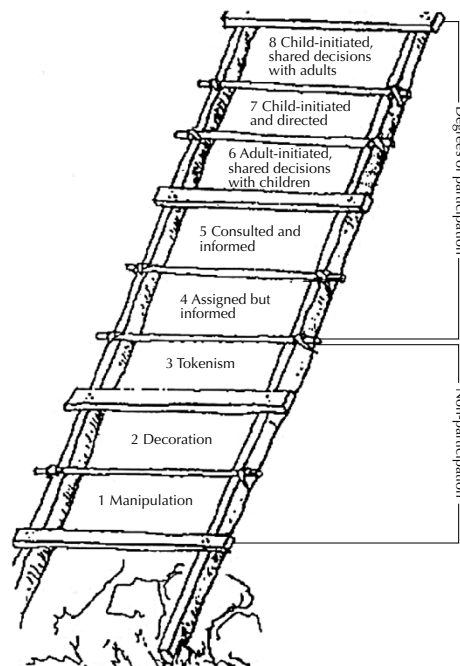 8 Child-initiated,
shared decisions
with adults
7 Child-initiated
and directed
6 Adult-initiated,
shared decisions
with children
5 Consulted and
informed
4 Assigned but
informed
3 Tokenism
2 Decoration
1 Manipulation
Degrees of participation
Non-participation